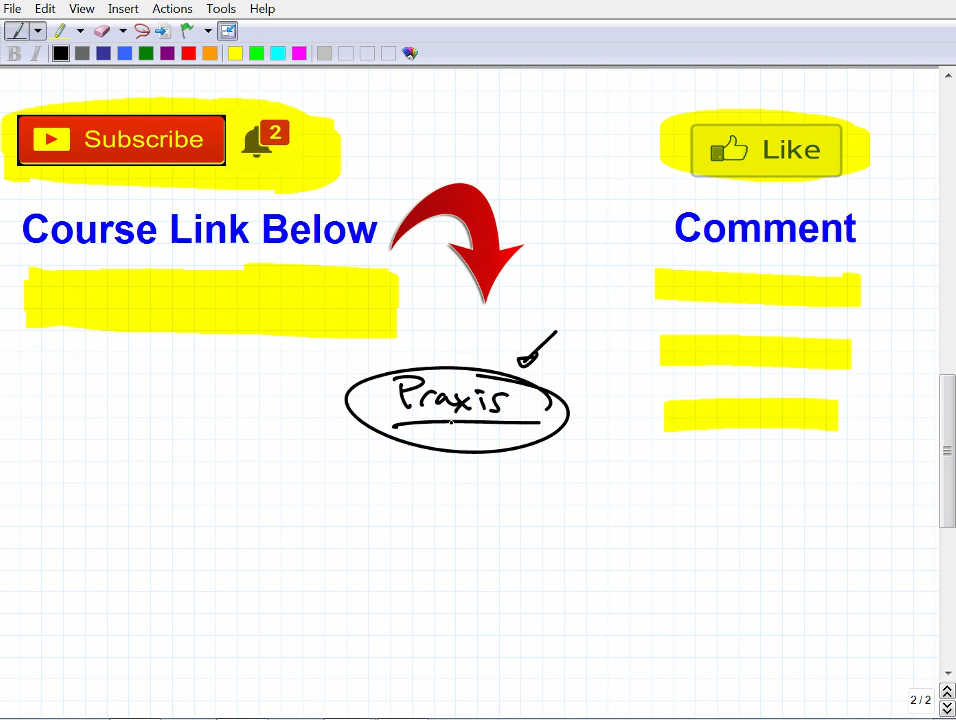 File Edit View Insert Actions Tools Help
B I
Subscribe 2
Like
Course Link Below
Comment
Praxis
2 / 2